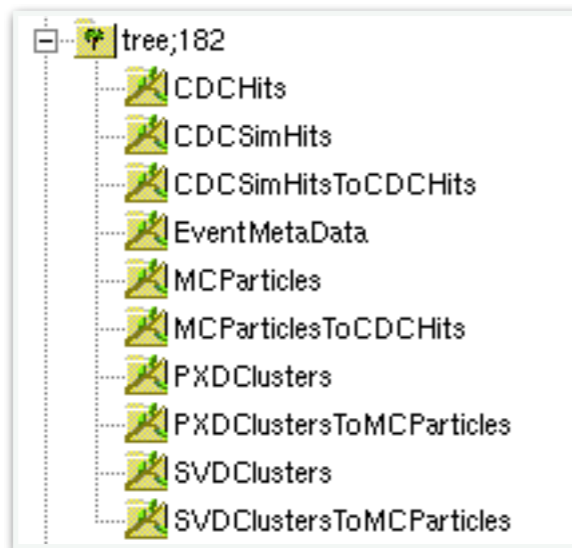 tree;182
CDCHits
CDCSimHits
CDCSimHitsToCDCHits
EventMetaData
MCParticles
MCParticlesToCDCHits
PXDClusters
PXDClustersToMCParticles
SVDClusters
SVDClustersToMCParticles